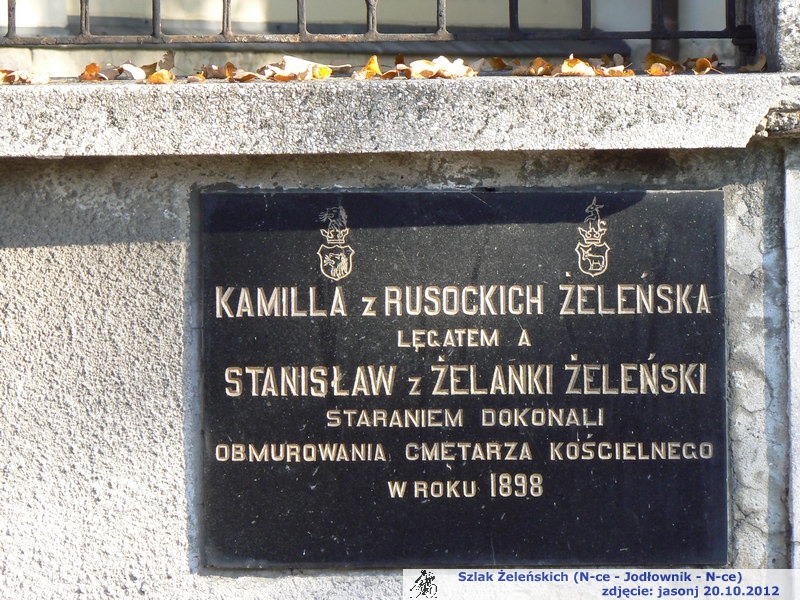 KAMILLA z RUSOCKICH ŻELEŃSKA
LĘGATEM A
STANISŁAW z ŻELANKI ŻELEŃSKI
STARANIEM DOKONALI
OBMUROWANIA CMETARZA KOŚCIELNEGO
W ROKU 1898
Szlak Żeleńskich (N-ce - Jodłownik - N-ce)
zdjęcie: jasonj 20.10.2012